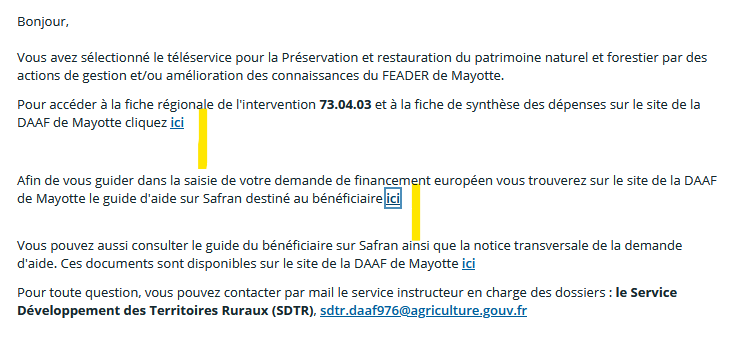 Bonjour,
Vous avez sélectionné le téléservice pour la Préservation et restauration du patrimoine naturel et forestier par des
actions de gestion et/ou amélioration des connaissances du FEADER de Mayotte.
Pour accéder à la fiche régionale de l'intervention 73.04.03 et à la fiche de synthèse des dépenses sur le site de la
DAAF de Mayotte cliquez ici
Afin de vous guider dans la saisie de votre demande de financement européen vous trouverez sur le site de la DAAF
de Mayotte le guide d'aide sur Safran destiné au bénéficiaire ici
Vous pouvez aussi consulter le guide du bénéficiaire sur Safran ainsi que la notice transversale de la demande
d'aide. Ces documents sont disponibles sur le site de la DAAF de Mayotte ici
Pour toute question, vous pouvez contacter par mail le service instructeur en charge des dossiers : le Service
Développement des Territoires Ruraux (SDTR), sdtr.daaf976@agriculture.gouv.fr